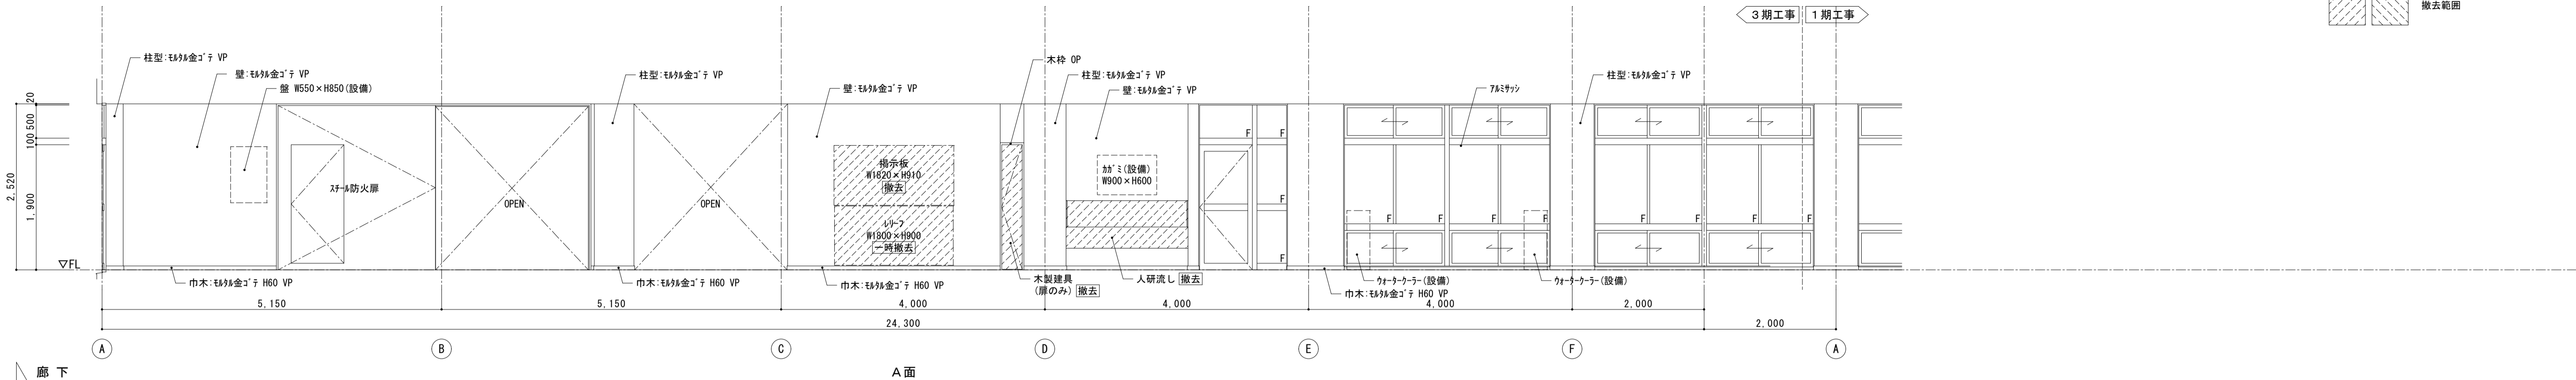 3期工事 1期工事
撤去範囲
柱型:ﾓﾙﾀﾙ金ｺﾞﾃ VP
壁:ﾓﾙﾀﾙ金ｺﾞﾃ VP
盤 W550×H850(設備)
柱型:ﾓﾙﾀﾙ金ｺﾞﾃ VP
壁:ﾓﾙﾀﾙ金ｺﾞﾃ VP
木枠 OP
柱型:ﾓﾙﾀﾙ金ｺﾞﾃ VP
壁:ﾓﾙﾀﾙ金ｺﾞﾃ VP
ｱﾙﾐｻｯｼ
柱型:ﾓﾙﾀﾙ金ｺﾞﾃ VP
20
500
100
1,900
2,520
▽FL
ｽﾁｰﾙ防火扉
OPEN
OPEN
掲示板
W1820×H910
撤去
ﾚﾘｰﾌ
W1800×H900
一時撤去
ｶｶﾞﾐ(設備)
W900×H600
F F
F
F
F F F F F F F F
巾木:ﾓﾙﾀﾙ金ｺﾞﾃ H60 VP
巾木:ﾓﾙﾀﾙ金ｺﾞﾃ H60 VP
巾木:ﾓﾙﾀﾙ金ｺﾞﾃ H60 VP
木製建具
(扉のみ) 撤去
人研流し 撤去
ｳｫｰﾀｰｸｰﾗｰ(設備)
巾木:ﾓﾙﾀﾙ金ｺﾞﾃ H60 VP
ｳｫｰﾀｰｸｰﾗｰ(設備)
5,150 5,150 4,000 4,000 4,000 2,000
24,300 2,000
A B C D E F A
廊 下
A面